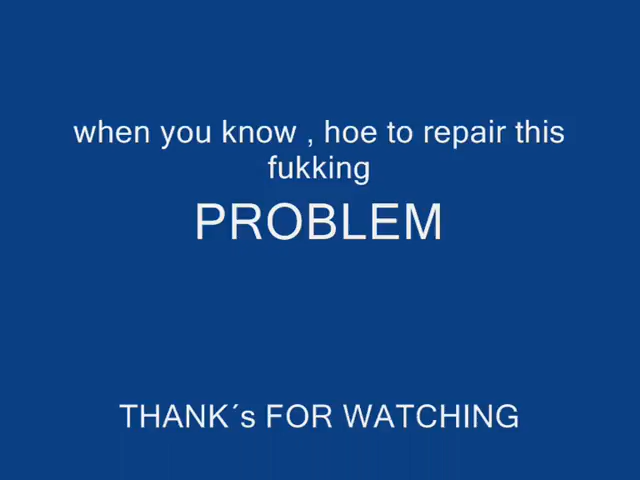 when you know , hoe to repair this
fukking
PROBLEM
THANK´s FOR WATCHING